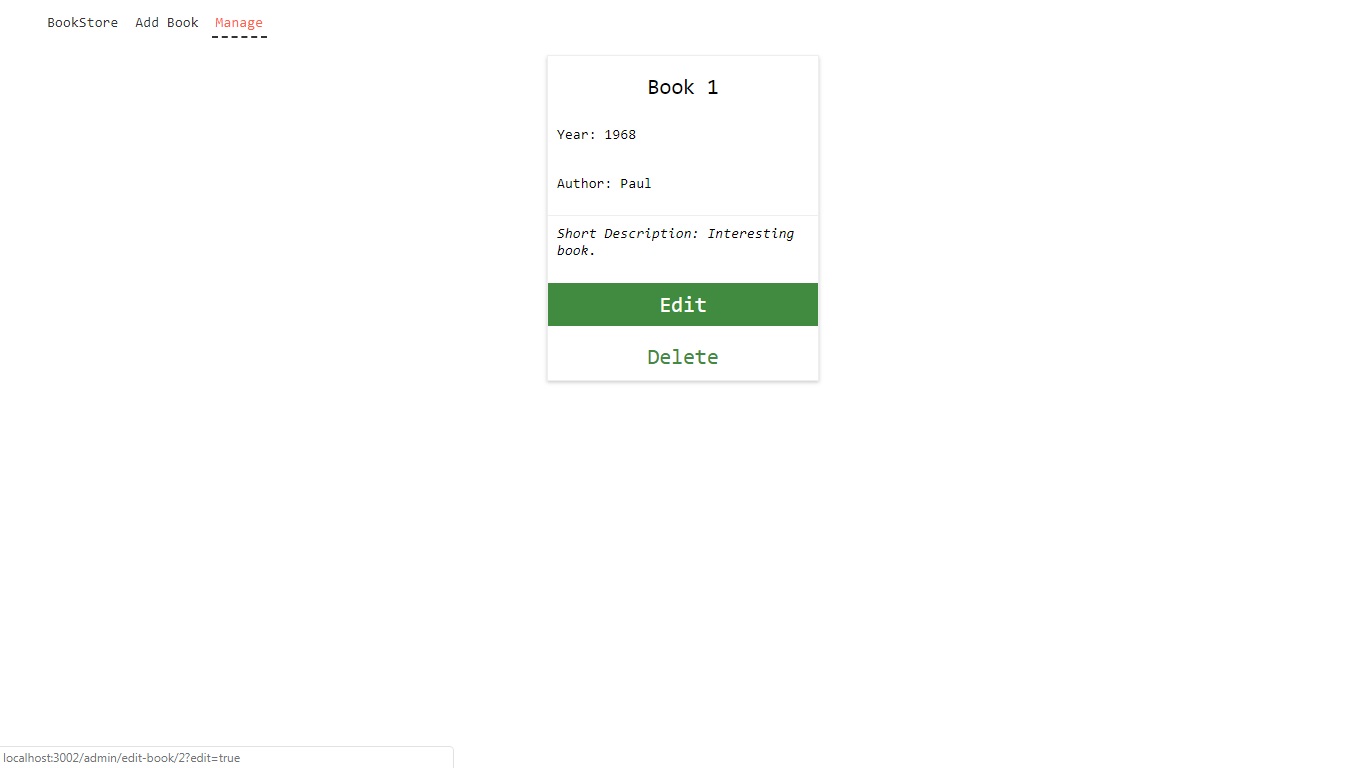 BookStore Add Book Manage
Book 1
Year: 1968
Author: Paul
Short Description: Interesting
book.
Edit
Delete
localhost:3002/admin/edit-book/2?edit=true